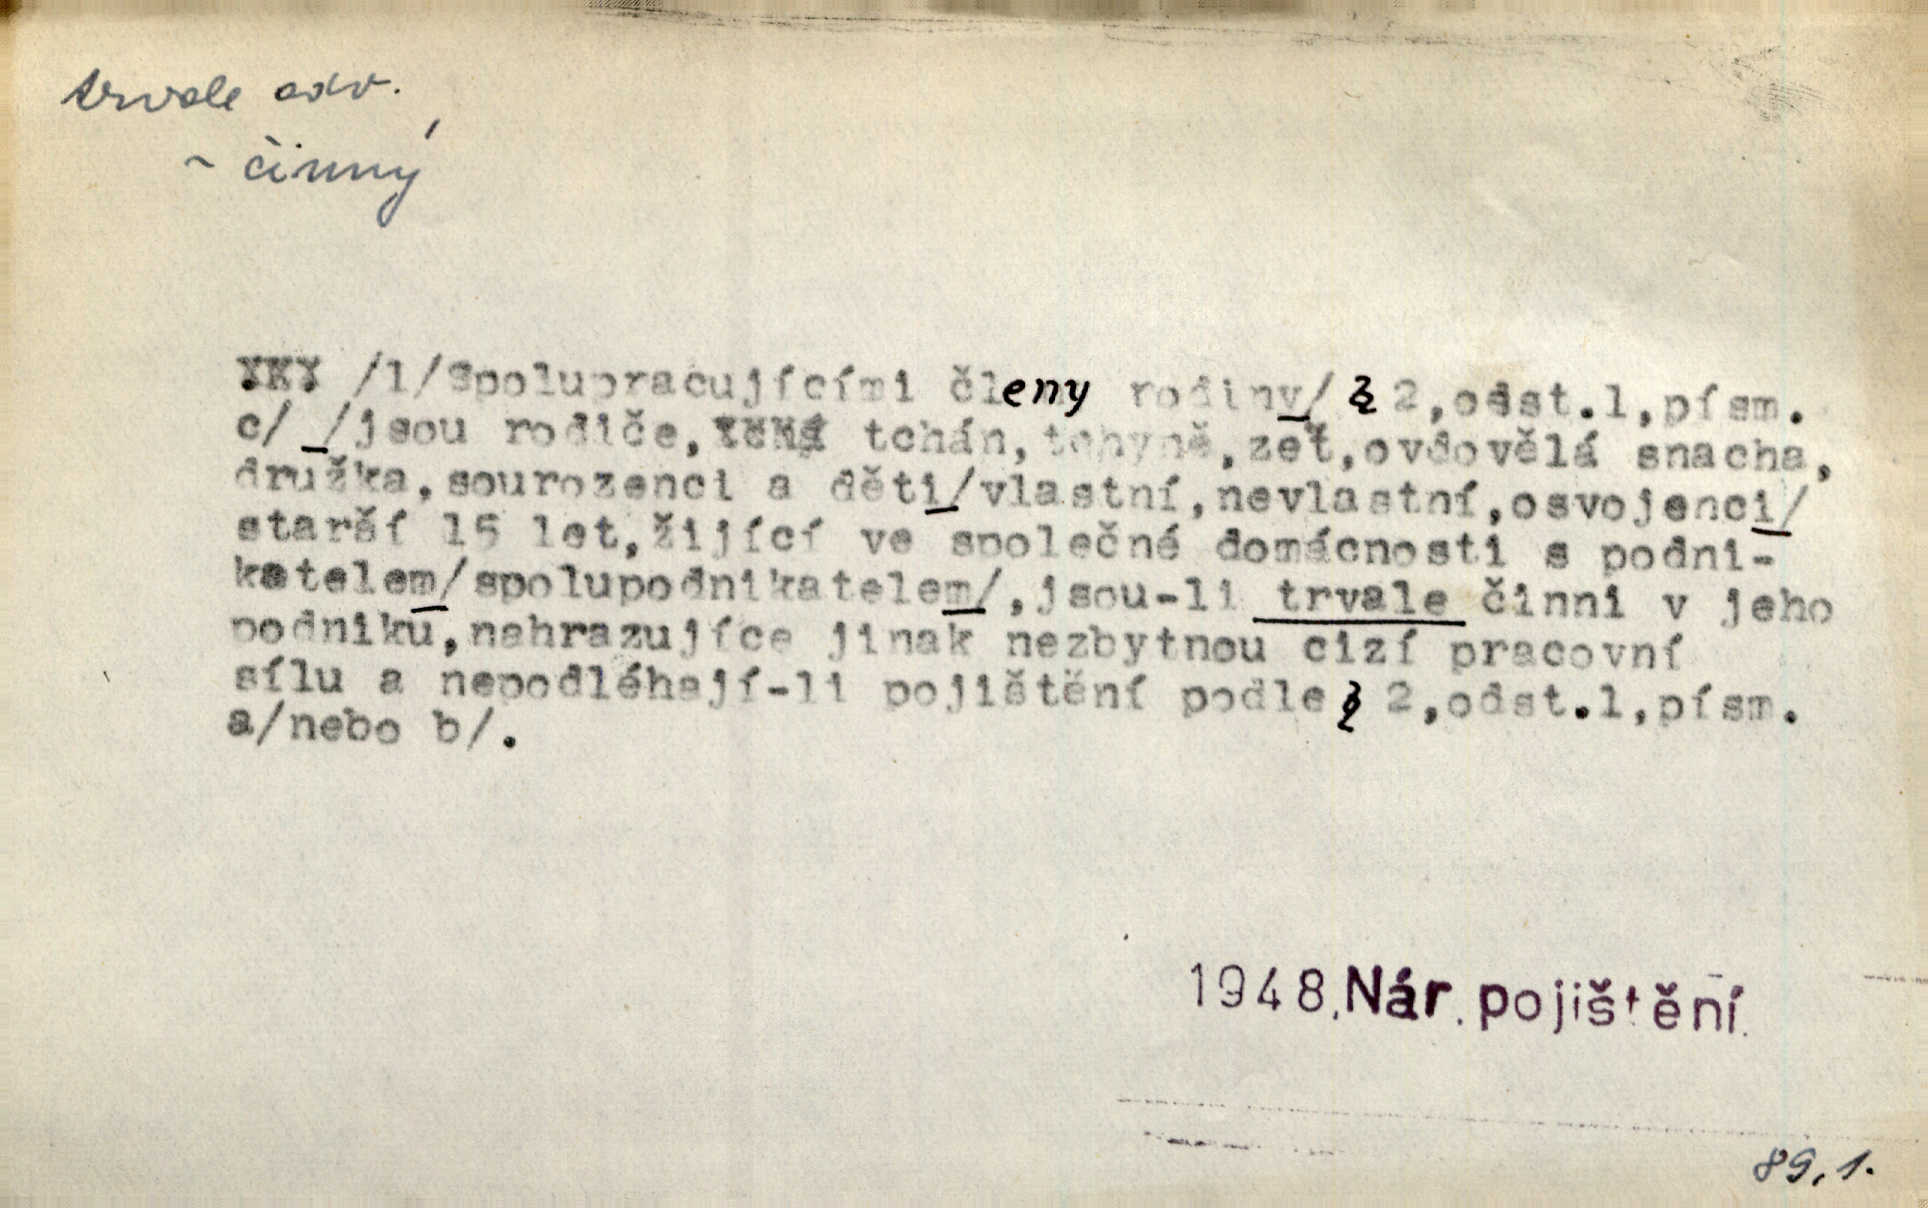 trvale adv.
~ činný
/1/Spolupracujícími členy rodiny/ § 2,odst.1,písm.
c/ /jsou rodiče, tchán,tchyně,zeť,ovdovělá snacha,
družka,sourozenci a děti/vlastní,nevlastní,osvojenci/
starší 15 let,žijící ve společné domácnosti s podni-
katelem/spolupodnikatelem/,jsou-li trvale činni v jeho
podniku,nahrazujíce jinak nezbytnou cizí pracovní
sílu a nepodléhají-li pojištění podle § 2,odst.1,písm.
a/nebo b/.
1948.Nár.pojištění.
89,1.